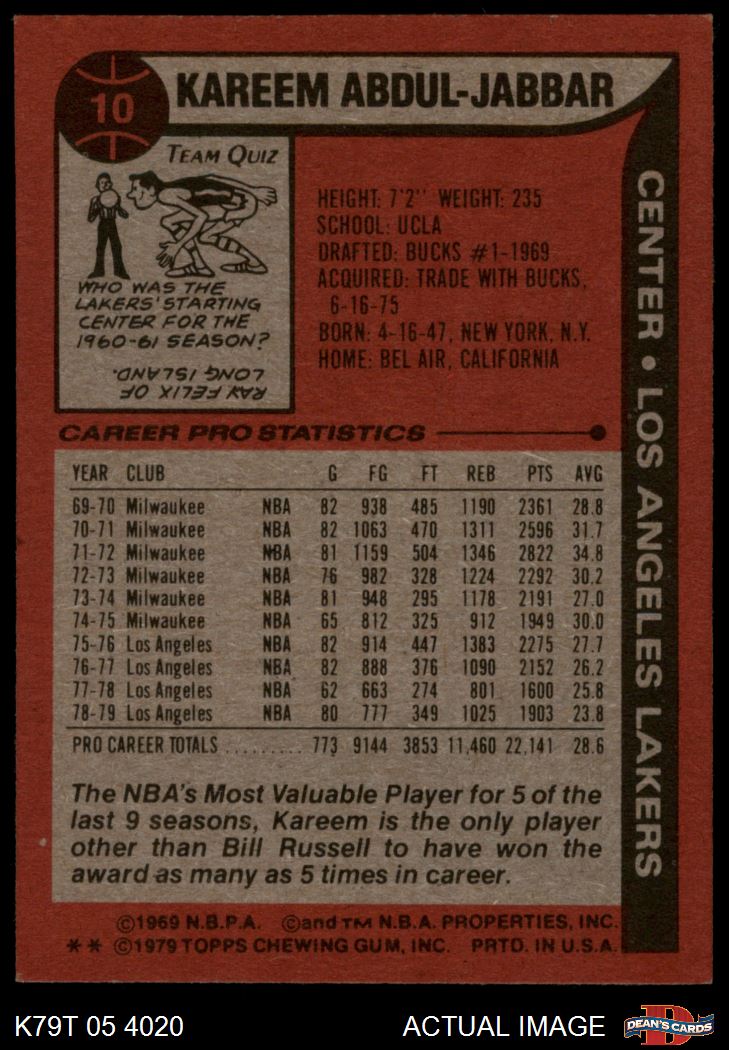 10
KAREEM ABDUL-JABBAR
TEAM QUIZ
WHO WAS THE
LAKERS' STARTING
CENTER FOR THE
1960-61 SEASON?
RAY FELIX OF
LONG ISLAND.
HEIGHT: 7'2'' WEIGHT: 235
SCHOOL: UCLA
DRAFTED: BUCKS #1-1969
ACQUIRED: TRADE WITH BUCKS,
6-16-75
BORN: 4-16-47, NEW YORK, N.Y.
HOME: BEL AIR, CALIFORNIA
CENTER • LOS ANGELES LAKERS
CAREER PRO STATISTICS
YEAR CLUB G FG FT REB PTS AVG
69-70 Milwaukee NBA 82 938 485 1190 2361 28.8
70-71 Milwaukee NBA 82 1063 470 1311 2596 31.7
71-72 Milwaukee NBA 81 1159 504 1346 2822 34.8
72-73 Milwaukee NBA 76 982 328 1224 2292 30.2
73-74 Milwaukee NBA 81 948 295 1178 2191 27.0
74-75 Milwaukee NBA 65 812 325 912 1949 30.0
75-76 Los Angeles NBA 82 914 447 1383 2275 27.7
76-77 Los Angeles NBA 82 888 376 1090 2152 26.2
77-78 Los Angeles NBA 62 663 274 801 1600 25.8
78-79 Los Angeles NBA 80 777 349 1025 1903 23.8
PRO CAREER TOTALS ......... 773 9144 3853 11,460 22,141 28.6
The NBA's Most Valuable Player for 5 of the
last 9 seasons, Kareem is the only player
other than Bill Russell to have won the
award as many as 5 times in career.
©1969 N.B.P.A. ©and TM N.B.A. PROPERTIES, INC.
** ©1979 TOPPS CHEWING GUM, INC. PRTD. IN U.S.A.
K79T 05 4020
ACTUAL IMAGE
DEAN'S CARDS